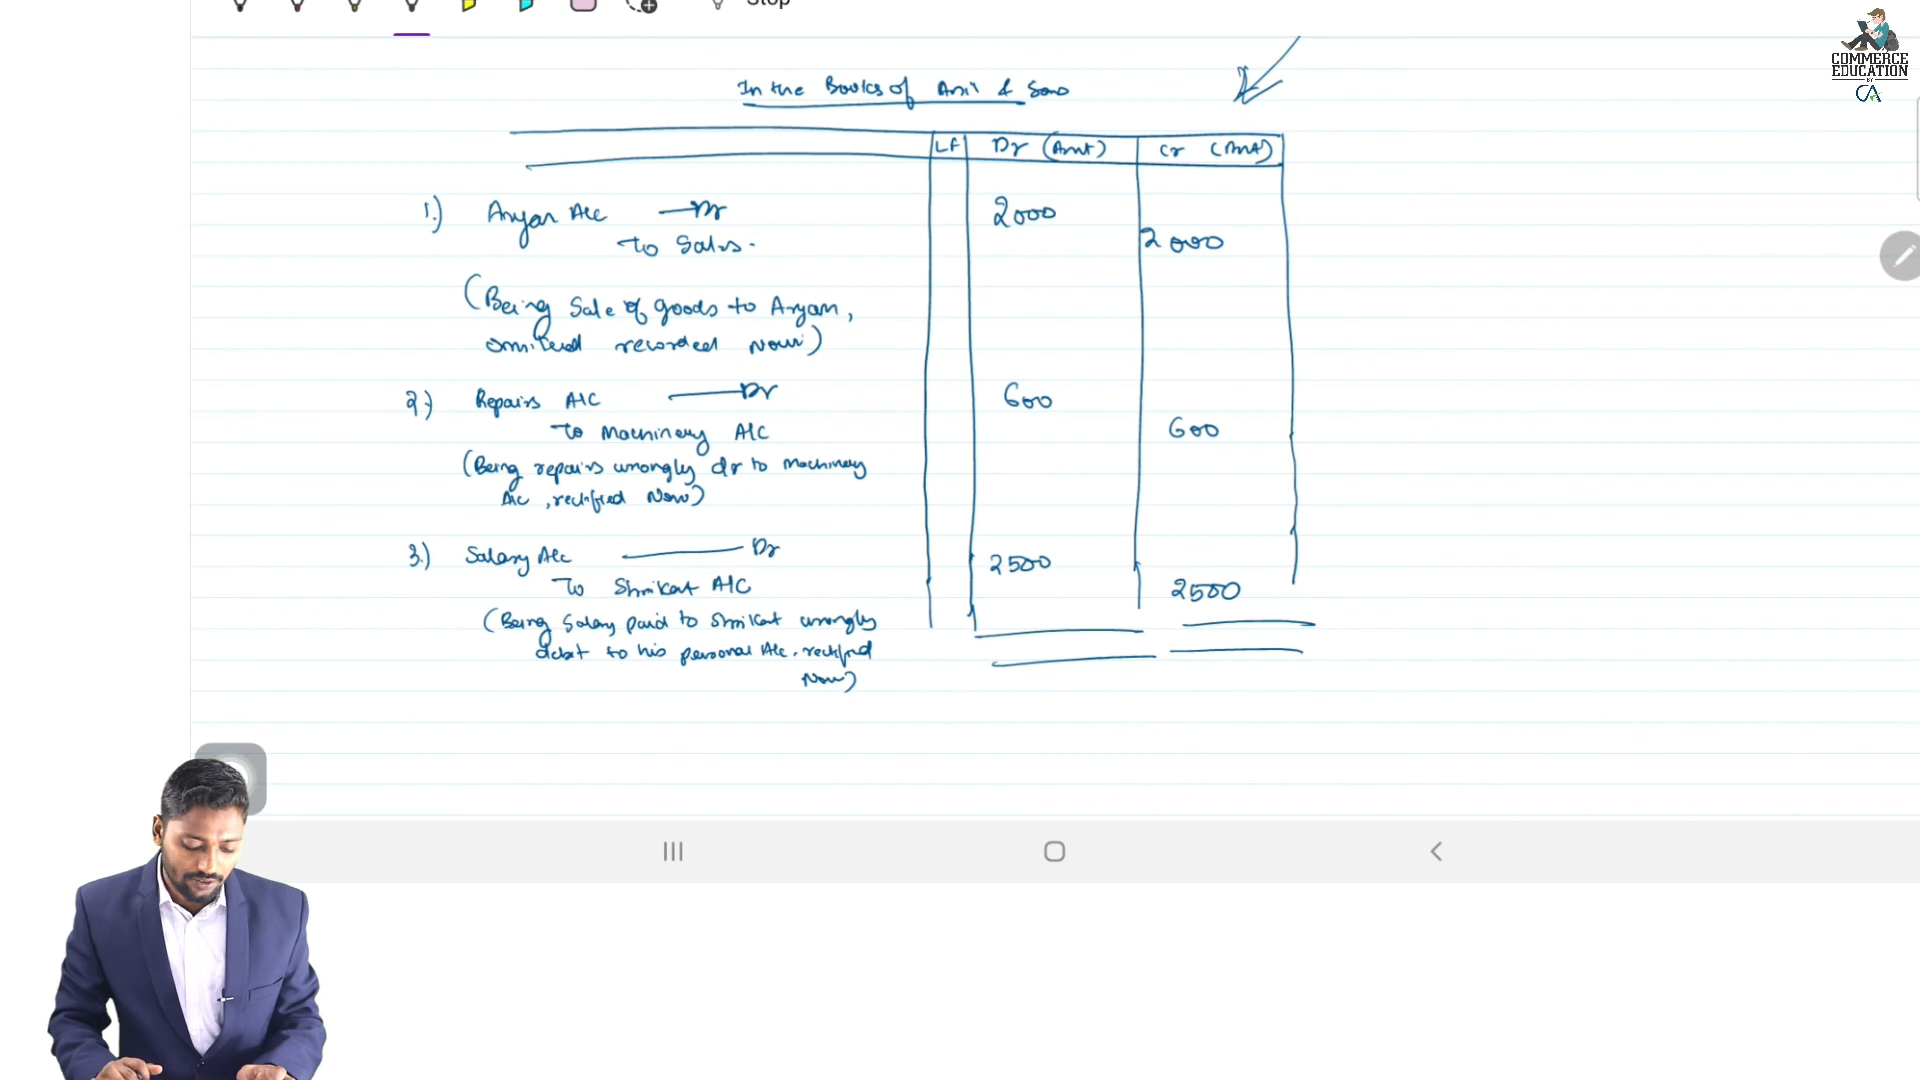 Stop
COMMERCE
EDUCATION
BY
CA
In the Books of Anil & Sons
LF Dr (Amt) Cr (Amt)
1.) Aryan A/c Dr 2000
To Sales. 2000
(Being Sale of goods to Aryan,
omitted recorded Now)
2) Repairs A/C Dr 600
To Machinery A/C 600
(Being repairs wrongly dr to Machinery
A/c, rectified Now)
3.) Salary A/c Dr 2500
To Shrikant A/C 2500
(Being Salary paid to Shrikant wrongly
debit to his personal A/c. rectified
Now)